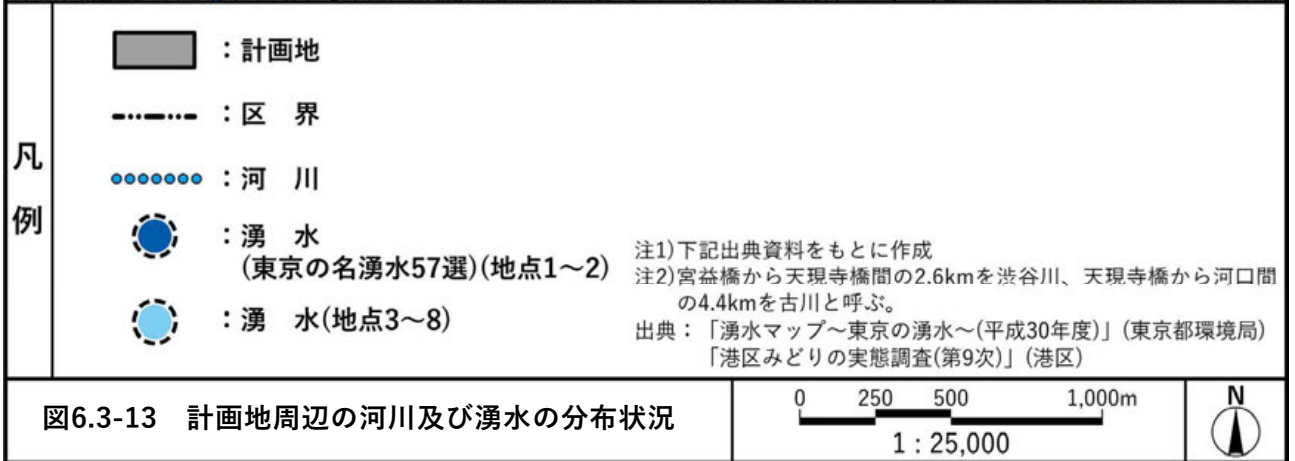 凡例
：計画地
：区 界
：河 川
：湧 水
(東京の名湧水57選)(地点1～2)
：湧 水(地点3～8)
注1)下記出典資料をもとに作成
注2)宮益橋から天現寺橋間の2.6kmを渋谷川、天現寺橋から河口間
の4.4kmを古川と呼ぶ。
出典：「湧水マップ～東京の湧水～(平成30年度)」(東京都環境局)
「港区みどりの実態調査(第9次)」(港区)
図6.3-13 計画地周辺の河川及び湧水の分布状況
0 250 500 1,000m
1：25,000
N